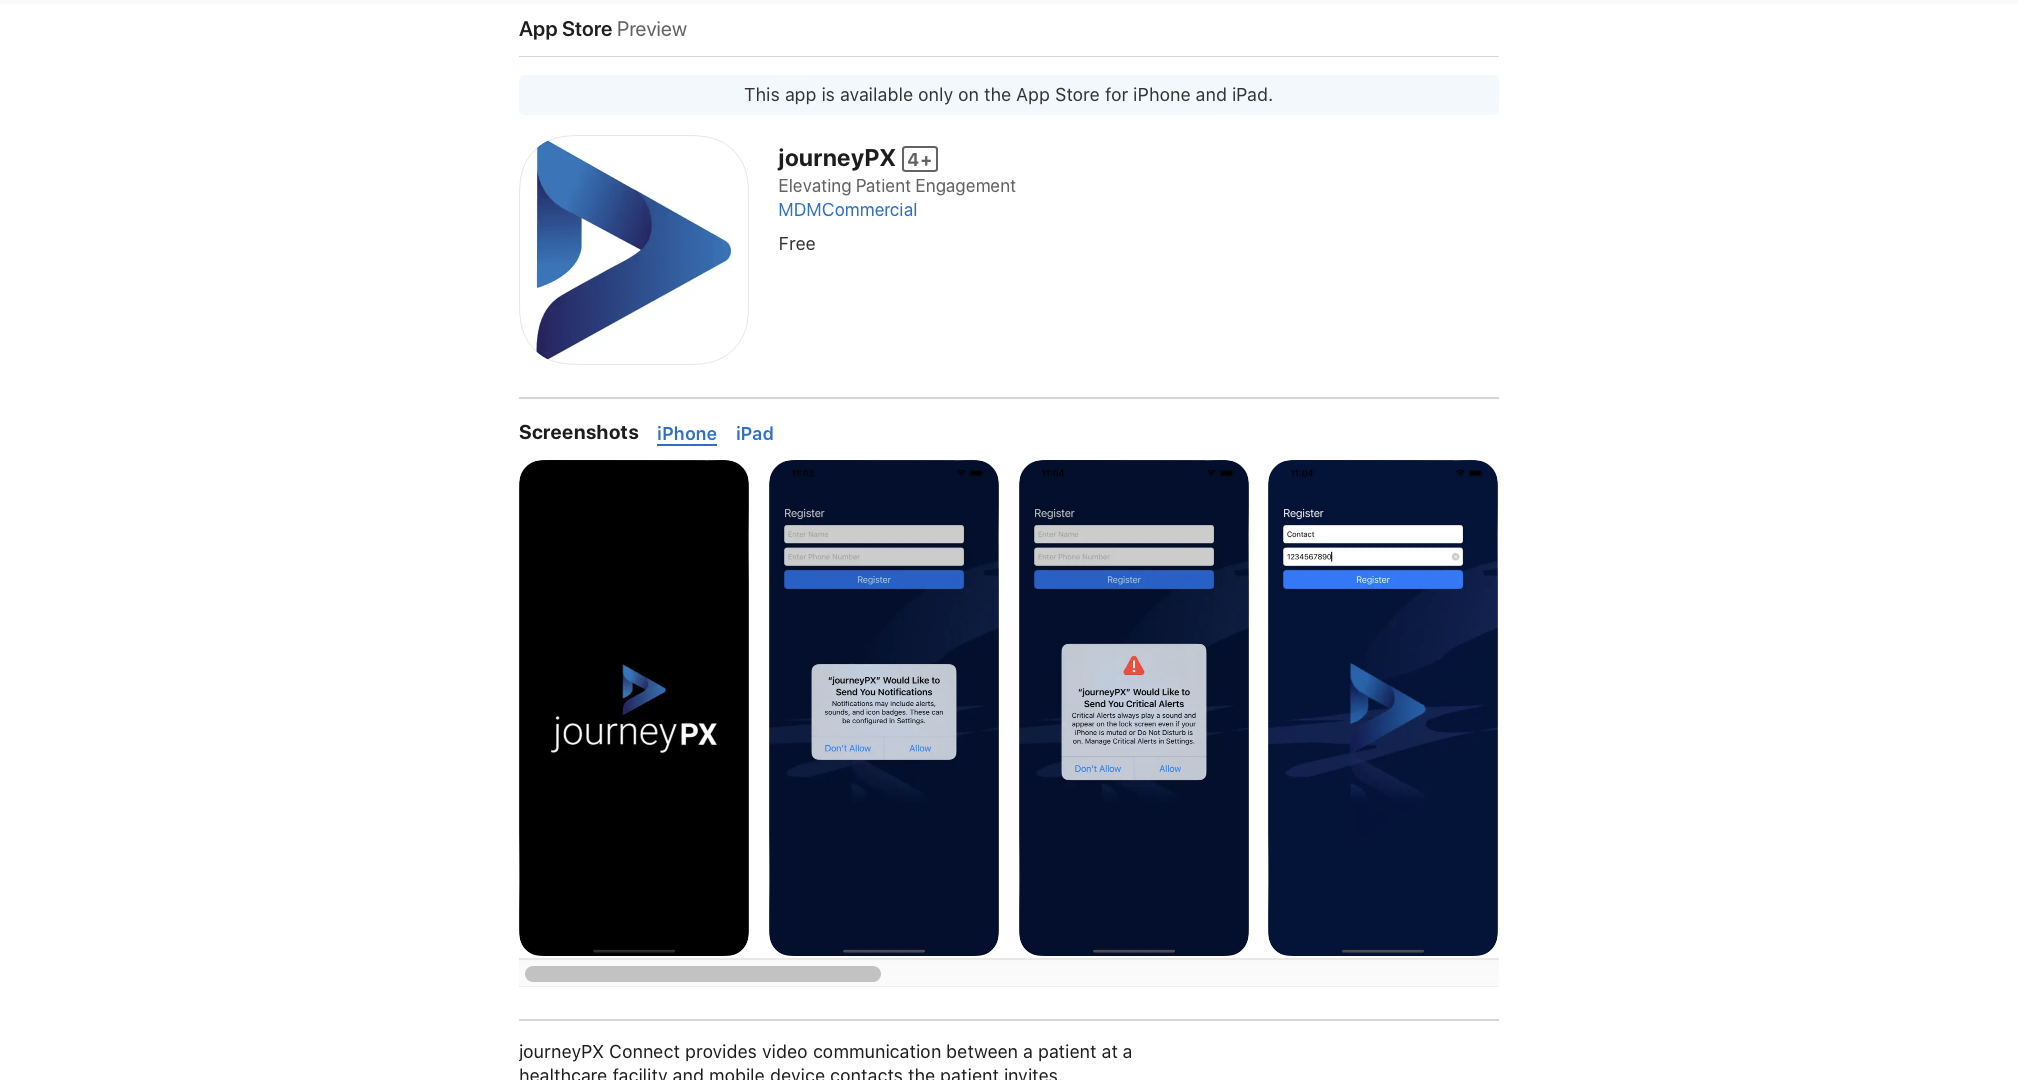 App Store Preview
This app is available only on the App Store for iPhone and iPad.
journeyPX 4+
Elevating Patient Engagement
MDMCommercial
Free
Screenshots iPhone iPad
journeyPX
11:03
Register
Enter Name
Enter Phone Number
Register
"journeyPX" Would Like to
Send You Notifications
Notifications may include alerts,
sounds, and icon badges. These can
be configured in Settings.
Don't Allow Allow
11:04
Register
Enter Name
Enter Phone Number
Register
"journeyPX" Would Like to
Send You Critical Alerts
Critical Alerts always play a sound and
appear on the lock screen even if your
iPhone is muted or Do Not Disturb is
on. Manage Critical Alerts in Settings.
Don't Allow Allow
11:04
Register
Contact
1234567890
Register
journeyPX Connect provides video communication between a patient at a
healthcare facility and mobile device contacts the patient invites.